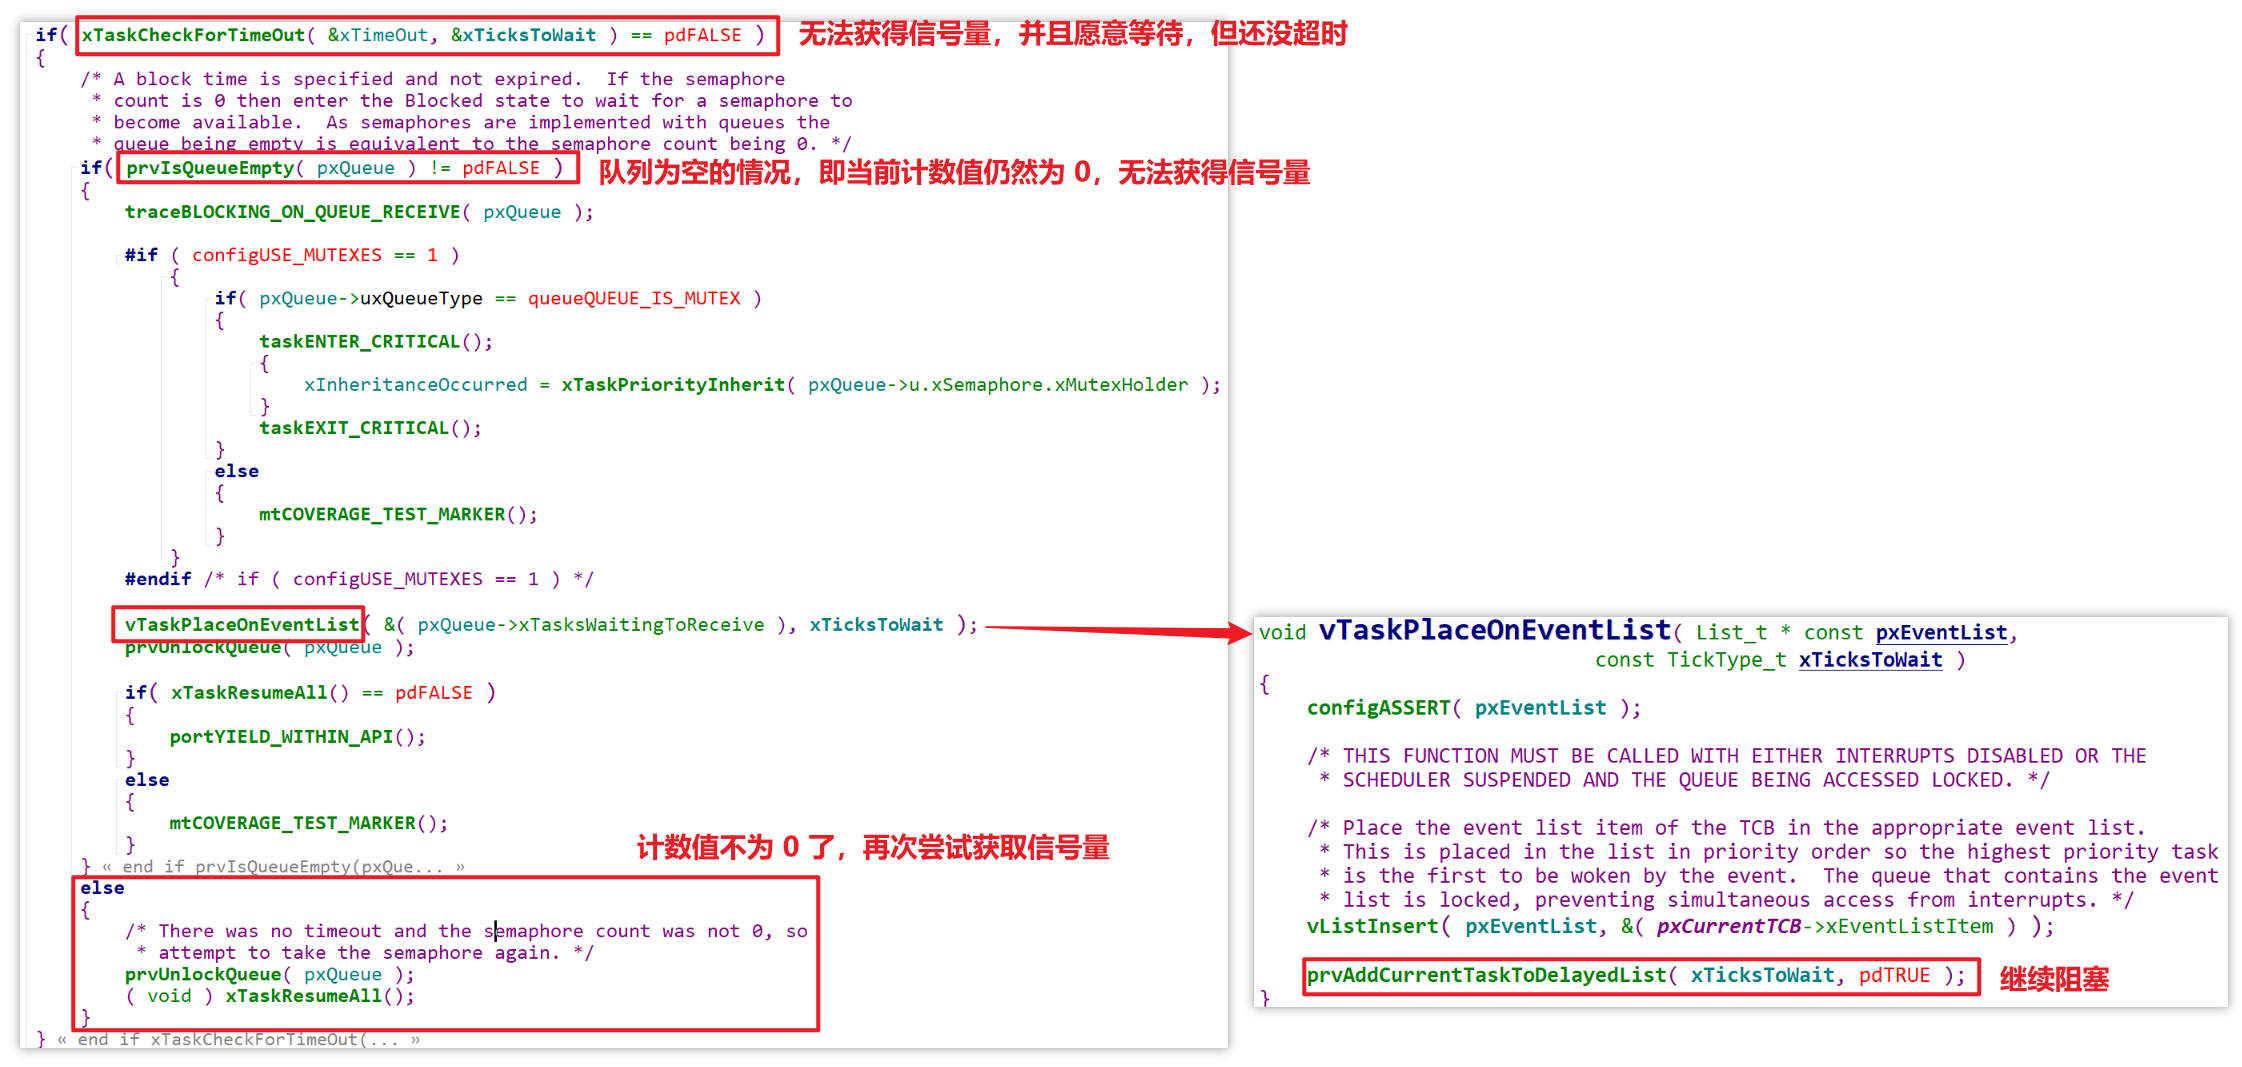 if( xTaskCheckForTimeOut( &xTimeOut, &xTicksToWait ) == pdFALSE ) 无法获得信号量，并且愿意等待，但还没超时
{
/* A block time is specified and not expired.  If the semaphore
* count is 0 then enter the Blocked state to wait for a semaphore to
* become available.  As semaphores are implemented with queues the
* queue being empty is equivalent to the semaphore count being 0. */
if( prvIsQueueEmpty( pxQueue ) != pdFALSE ) 队列为空的情况，即当前计数值仍然为 0，无法获得信号量
{
traceBLOCKING_ON_QUEUE_RECEIVE( pxQueue );
#if ( configUSE_MUTEXES == 1 )
{
if( pxQueue->uxQueueType == queueQUEUE_IS_MUTEX )
{
taskENTER_CRITICAL();
{
xInheritanceOccurred = xTaskPriorityInherit( pxQueue->u.xSemaphore.xMutexHolder );
}
taskEXIT_CRITICAL();
}
else
{
mtCOVERAGE_TEST_MARKER();
}
}
#endif /* if ( configUSE_MUTEXES == 1 ) */
vTaskPlaceOnEventList( &( pxQueue->xTasksWaitingToReceive ), xTicksToWait );
prvUnlockQueue( pxQueue );
if( xTaskResumeAll() == pdFALSE )
{
portYIELD_WITHIN_API();
}
else
{
mtCOVERAGE_TEST_MARKER();
}
计数值不为 0 了，再次尝试获取信号量
} « end if prvIsQueueEmpty(pxQue... »
else
{
/* There was no timeout and the semaphore count was not 0, so
* attempt to take the semaphore again. */
prvUnlockQueue( pxQueue );
( void ) xTaskResumeAll();
}
} « end if xTaskCheckForTimeOut(... »
void vTaskPlaceOnEventList( List_t * const pxEventList,
const TickType_t xTicksToWait )
{
configASSERT( pxEventList );
/* THIS FUNCTION MUST BE CALLED WITH EITHER INTERRUPTS DISABLED OR THE
* SCHEDULER SUSPENDED AND THE QUEUE BEING ACCESSED LOCKED. */
/* Place the event list item of the TCB in the appropriate event list.
* This is placed in the list in priority order so the highest priority task
* is the first to be woken by the event.  The queue that contains the event
* list is locked, preventing simultaneous access from interrupts. */
vListInsert( pxEventList, &( pxCurrentTCB->xEventListItem ) );
prvAddCurrentTaskToDelayedList( xTicksToWait, pdTRUE ); 继续阻塞
}